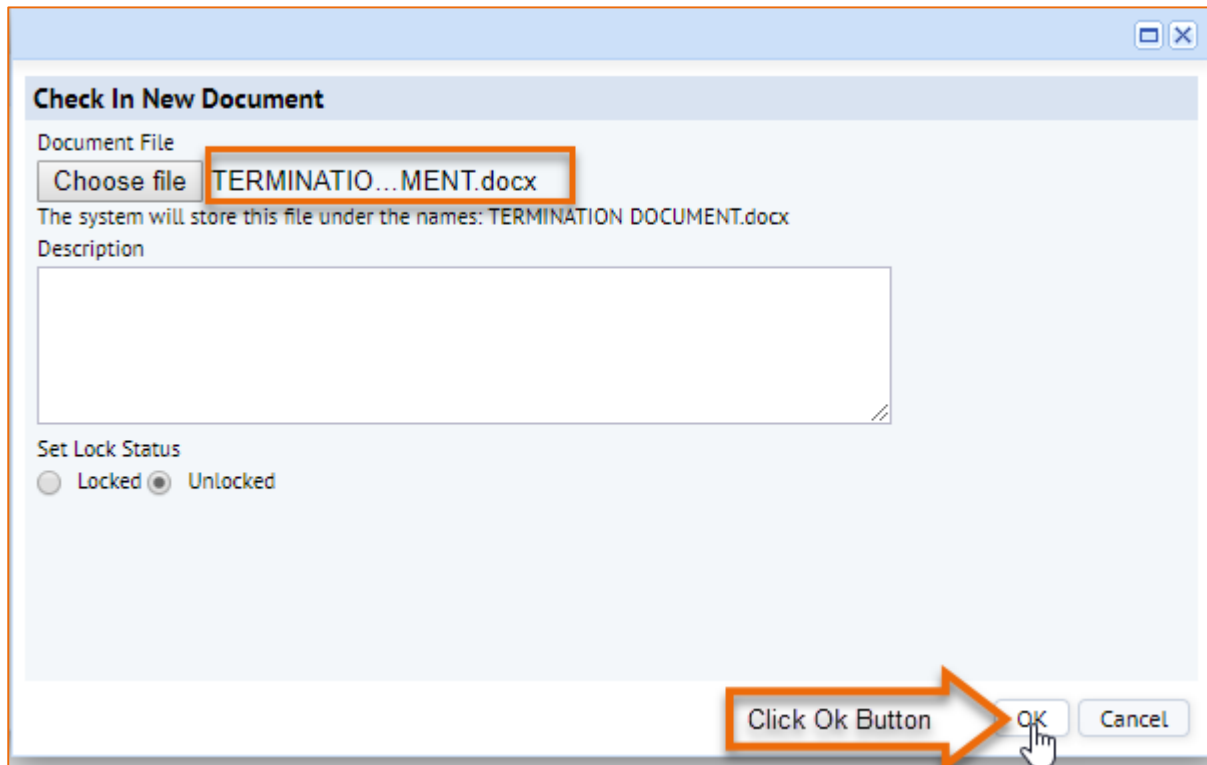 Check In New Document
Document File
Choose file TERMINATIO...MENT.docx
The system will store this file under the names: TERMINATION DOCUMENT.docx
Description
Set Lock Status
Locked Unlocked
Click Ok Button OK Cancel